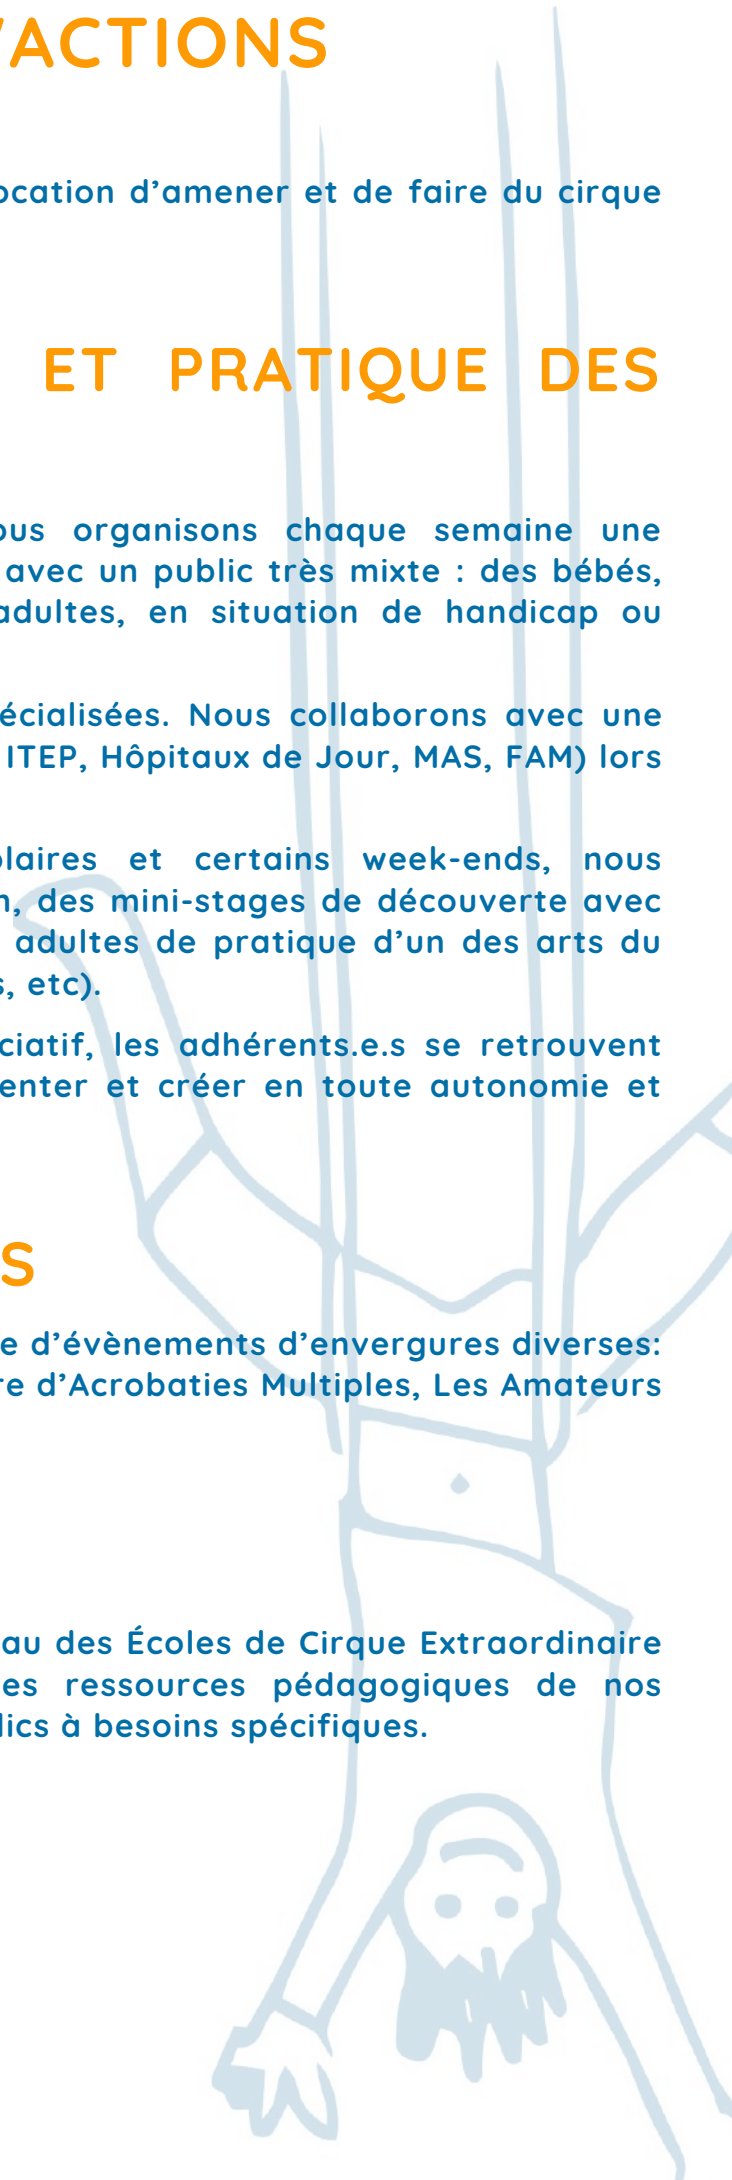 'ACTIONS
ocation d’amener et de faire du cirque
ET PRATIQUE DES
ous organisons chaque semaine une
avec un public très mixte : des bébés,
adultes, en situation de handicap ou
écialisées. Nous collaborons avec une
ITEP, Hôpitaux de Jour, MAS, FAM) lors
olaires et certains week-ends, nous
n, des mini-stages de découverte avec
adultes de pratique d’un des arts du
s, etc).
ciatif, les adhérents.e.s se retrouvent
enter et créer en toute autonomie et
S
e d’évènements d’envergures diverses:
re d’Acrobaties Multiples, Les Amateurs
au des Écoles de Cirque Extraordinaire
es ressources pédagogiques de nos
lics à besoins spécifiques.